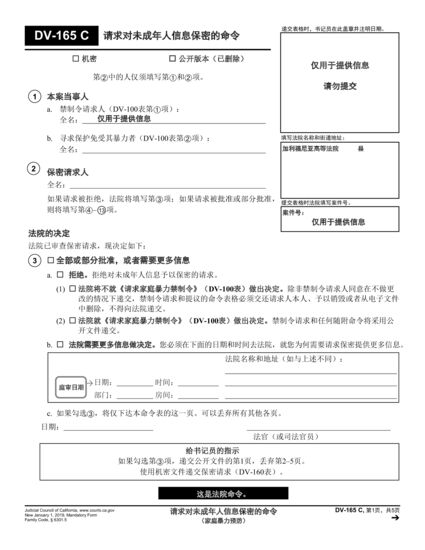 DV-165 C 请求对未成年人信息保密的命令
递交表格时，书记员在此盖章并注明日期。
□ 机密 □ 公开版本（已删除）
仅用于提供信息
请勿提交
第②中的人仅须填写第①和②项。
① 本案当事人
a. 禁制令请求人（DV-100表第①项）：
全名：仅用于提供信息
b. 寻求保护免受其暴力者（DV-100表第②项）：
全名：
填写法院名称和街道地址：
加利福尼亚高等法院 县
② 保密请求人
全名：
如果请求被拒绝，法院将填写第③项；如果请求被批准或部分批准，
则将填写第④–⑬项。
递交表格时法院填写案件号。
案件号：
仅用于提供信息
法院的决定
法院已审查保密请求，现决定如下：
③ □ 全部或部分批准，或者需要更多信息
a. □ 拒绝。拒绝对未成年人信息予以保密的请求。
(1) □ 法院将不就《请求家庭暴力禁制令》（DV-100表）做出决定。除非禁制令请求人同意在不做更
改的情况下递交，禁制令请求和提议的命令表格必须交还请求人本人、予以销毁或者从电子文件
中删除，不得向法院递交。
(2) □ 法院就《请求家庭暴力禁制令》（DV-100表）做出决定。禁制令请求和任何随附命令将采用公
开文件递交。
b. □ 法院需要更多信息做决定。您必须在下面的日期和时间去法院，就您为何需要请求保密提供更多信息。
法院名称和地址（如与上述不同）：
庭审日期 → 日期： 时间：
部门： 房间：
c. 如果勾选③，将仅下达本命令表的这一页。可以丢弃所有其他各页。
日期：
法官（或司法官员）
给书记员的指示
如果勾选第③项，递交公开文件的第1页，丢弃第2–5页。
使用机密文件递交保密请求（DV-160表）。
这是法院命令。
Judicial Council of California, www.courts.ca.gov
New January 1, 2019, Mandatory Form
Family Code, § 6301.5
请求对未成年人信息保密的命令
（家庭暴力预防）
DV-165 C, 第1页，共5页
→